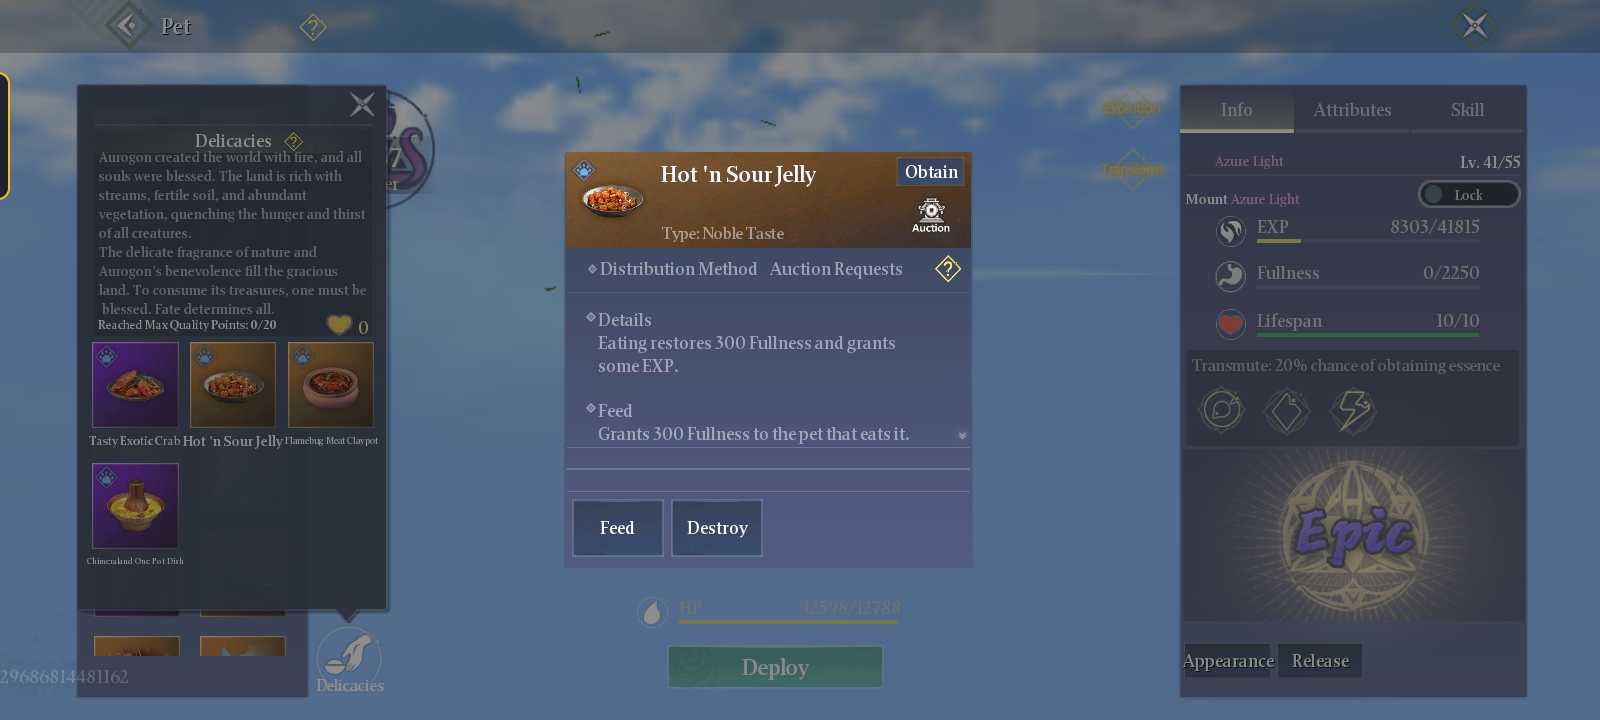 Pet
Delicacies
Aurogon created the world with fire, and all
souls were blessed. The land is rich with
streams, fertile soil, and abundant
vegetation, quenching the hunger and thirst
of all creatures.
The delicate fragrance of nature and
Aurogon's benevolence fill the gracious
land. To consume its treasures, one must be
blessed. Fate determines all.
Reached Max Quality Points: 0/20
0
Tasty Exotic Crab
Hot 'n Sour Jelly
Flamebug Meat Claypot
Chimeraland One Pot Dish
29686814481162
Delicacies
Hot 'n Sour Jelly
Obtain
Auction
Type: Noble Taste
Distribution Method Auction Requests
Details
Eating restores 300 Fullness and grants
some EXP.
Feed
Grants 300 Fullness to the pet that eats it.
Feed
Destroy
HP 12598/12788
Deploy
Evolution
Transform
Info
Attributes
Skill
Azure Light
Lv. 41/55
Mount Azure Light
Lock
EXP 8303/41815
Fullness 0/2250
Lifespan 10/10
Transmute: 20% chance of obtaining essence
Epic
Appearance
Release